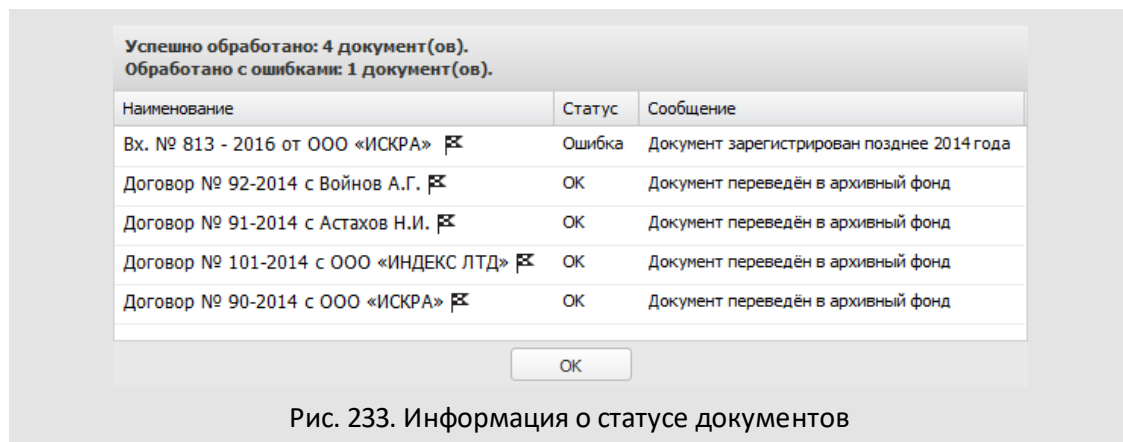 Успешно обработано: 4 документ(ов).
Обработано с ошибками: 1 документ(ов).
Наименование Статус Сообщение
Вх. № 813 - 2016 от ООО «ИСКРА» Ошибка Документ зарегистрирован позднее 2014 года
Договор № 92-2014 с Войнов А.Г. ОК Документ переведён в архивный фонд
Договор № 91-2014 с Астахов Н.И. ОК Документ переведён в архивный фонд
Договор № 101-2014 с ООО «ИНДЕКС ЛТД» ОК Документ переведён в архивный фонд
Договор № 90-2014 с ООО «ИСКРА» ОК Документ переведён в архивный фонд
ОК
Рис. 233. Информация о статусе документов